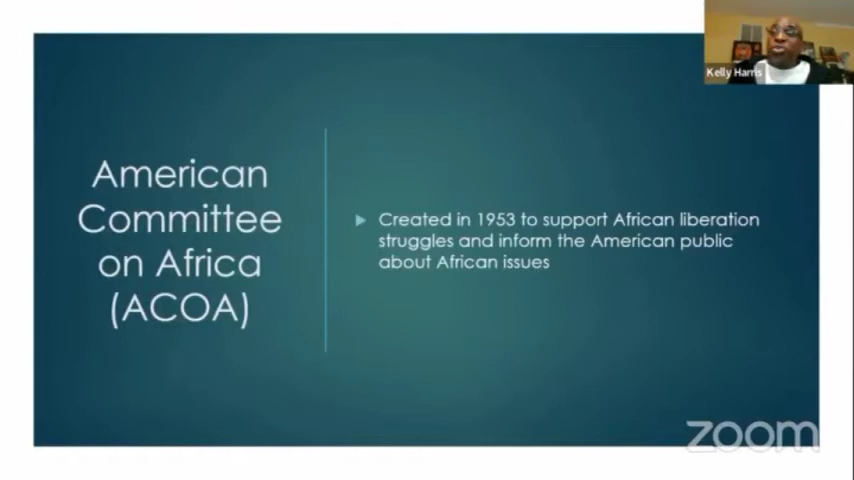 Kelly Harris
American
Committee
on Africa
(ACOA)
Created in 1953 to support African liberation
struggles and inform the American public
about African issues
zoom